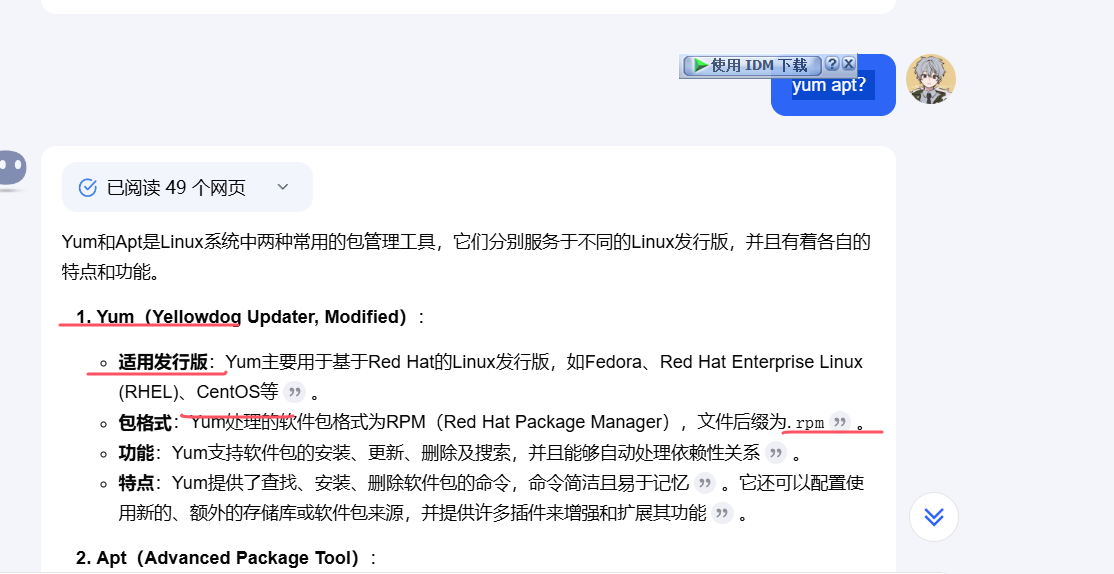 使用 IDM 下载 ? X
yum apt?
已阅读 49 个网页
Yum和Apt是Linux系统中两种常用的包管理工具，它们分别服务于不同的Linux发行版，并且有着各自的
特点和功能。
1. Yum（Yellowdog Updater, Modified）：
适用发行版：Yum主要用于基于Red Hat的Linux发行版，如Fedora、Red Hat Enterprise Linux
(RHEL)、CentOS等 ” 。
包格式：Yum处理的软件包格式为RPM（Red Hat Package Manager），文件后缀为.rpm ” 。
功能：Yum支持软件包的安装、更新、删除及搜索，并且能够自动处理依赖性关系 ” 。
特点：Yum提供了查找、安装、删除软件包的命令，命令简洁且易于记忆 ” 。它还可以配置使
用新的、额外的存储库或软件包来源，并提供许多插件来增强和扩展其功能 ” 。
2. Apt（Advanced Package Tool）：